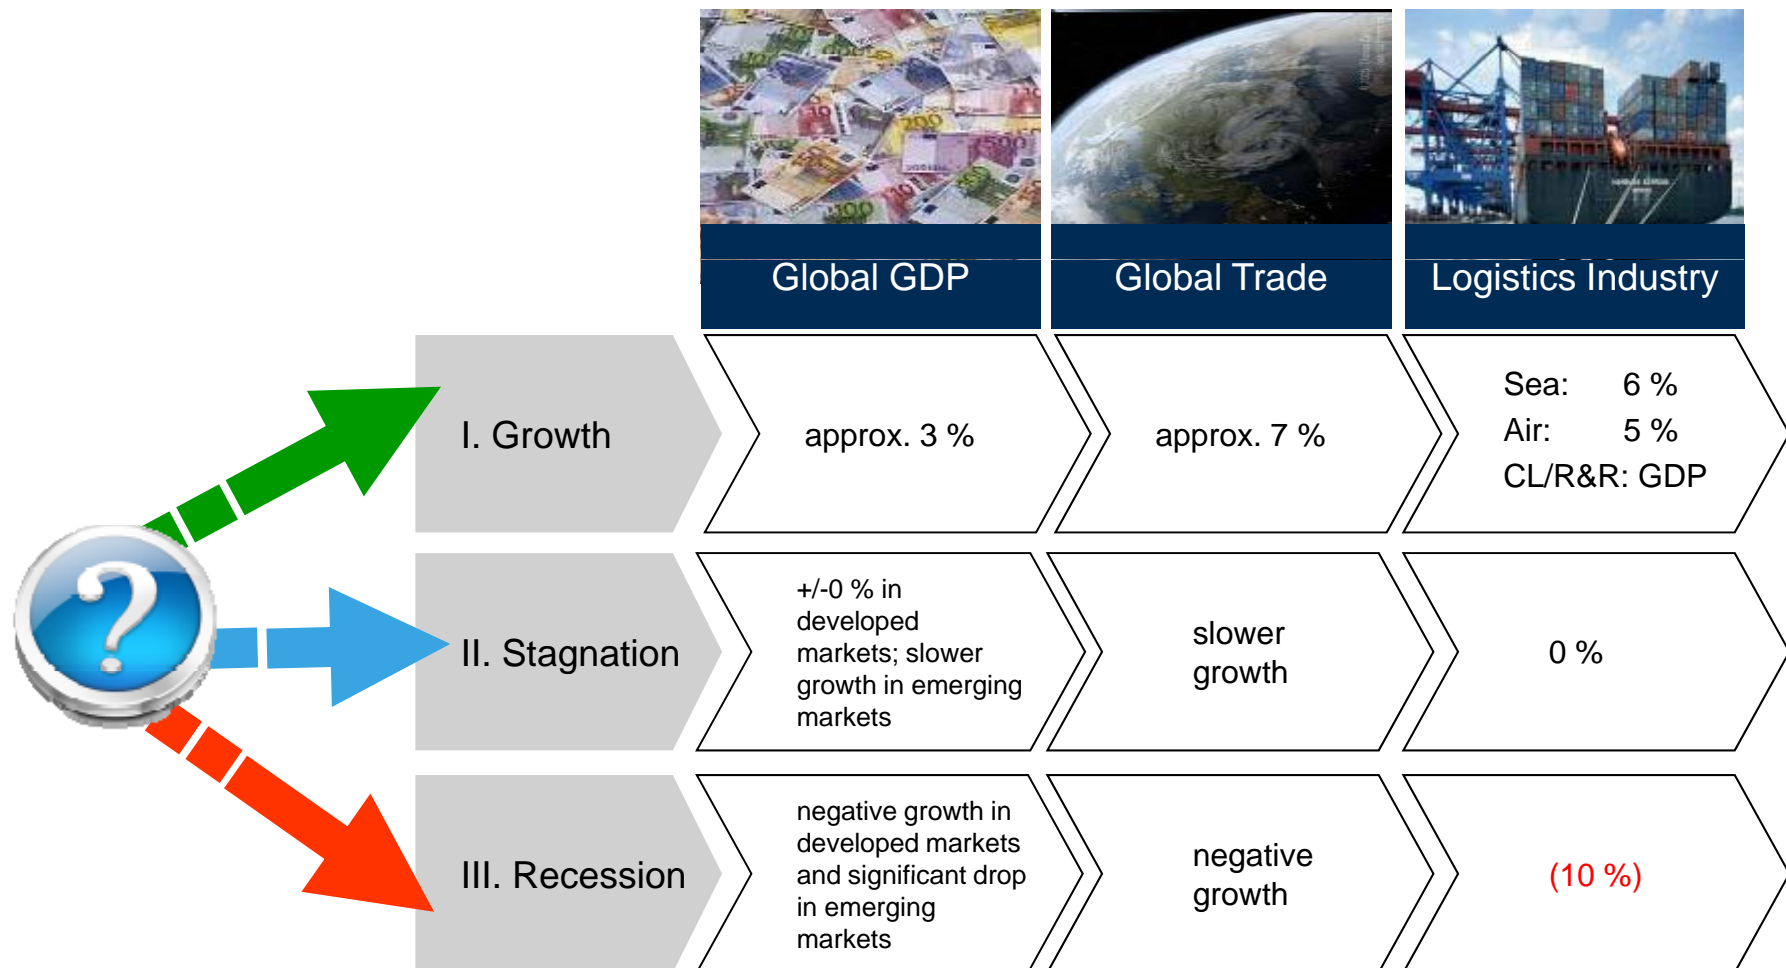 Global GDP
Global Trade
Logistics Industry
I. Growth
approx. 3 %
approx. 7 %
Sea: 6 %
Air: 5 %
CL/R&R: GDP
II. Stagnation
+/-0 % in
developed
markets; slower
growth in emerging
markets
slower
growth
0 %
III. Recession
negative growth in
developed markets
and significant drop
in emerging
markets
negative
growth
(10 %)
?